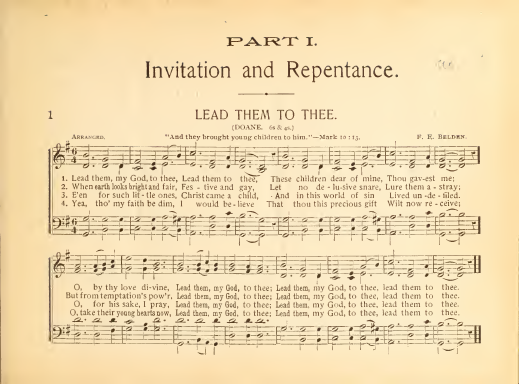 PART I.
Invitation and Repentance.
1
LEAD THEM TO THEE.
(DOANE. 6s & 4s.)
ARRANGED.
"And they brought young children to him."—Mark 10:13.
F. E. BELDEN.
1. Lead them, my God, to thee, Lead them to thee, These children dear of mine, Thou gav-est me;
2. When earth looks bright and fair, Fes - tive and gay, Let no de - lu-sive snare, Lure them a - stray;
3. E'en for such lit - tle ones, Christ came a child, And in this world of sin Lived un - de - filed.
4. Yea, tho' my faith be dim, I would be - lieve That thou this precious gift Wilt now re - ceive;
O, by thy love di-vine, Lead them, my God, to thee; Lead them, my God, to thee, lead them to thee.
But from temptation's pow'r, Lead them, my God, to thee; Lead them, my God, to thee, lead them to thee.
O, for his sake, I pray, Lead them, my God, to thee; Lead them, my God, to thee, lead them to thee.
O, take their young hearts now, Lead them, my God, to thee; Lead them, my God, to thee, lead them to thee.